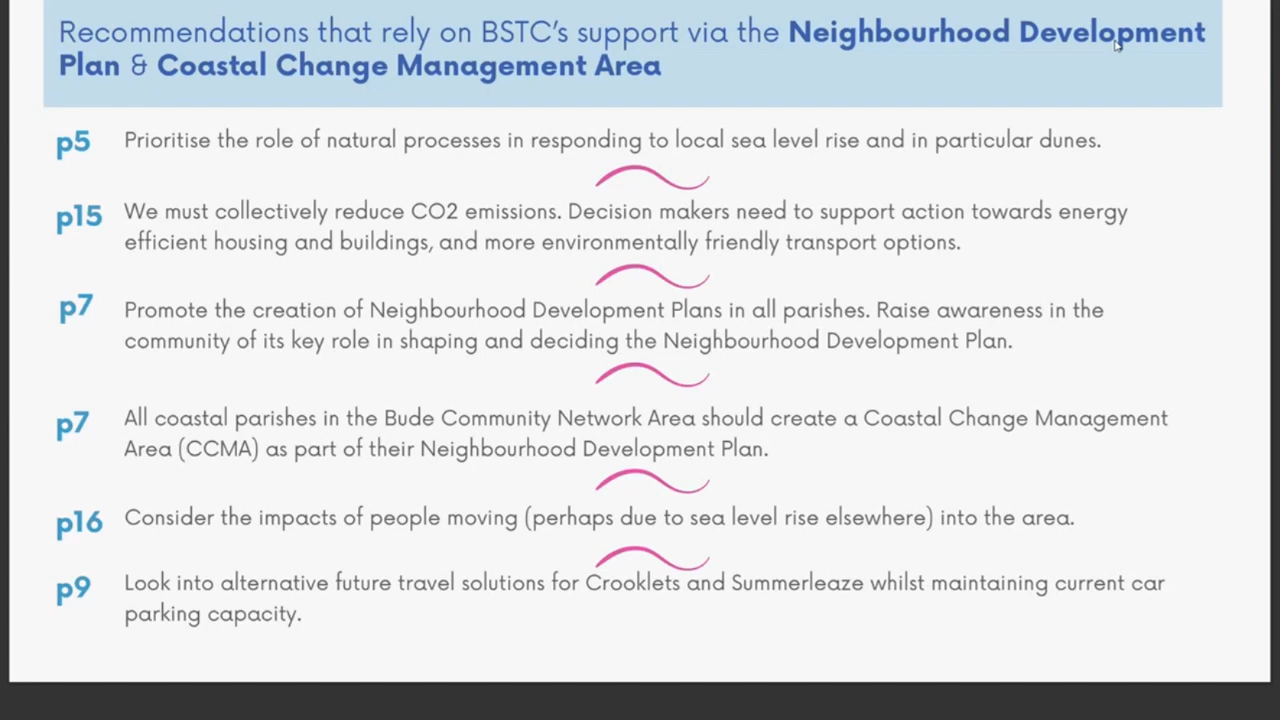 Recommendations that rely on BSTC's support via the Neighbourhood Development
Plan & Coastal Change Management Area
p5 Prioritise the role of natural processes in responding to local sea level rise and in particular dunes.
p15 We must collectively reduce CO2 emissions. Decision makers need to support action towards energy
efficient housing and buildings, and more environmentally friendly transport options.
p7 Promote the creation of Neighbourhood Development Plans in all parishes. Raise awareness in the
community of its key role in shaping and deciding the Neighbourhood Development Plan.
p7 All coastal parishes in the Bude Community Network Area should create a Coastal Change Management
Area (CCMA) as part of their Neighbourhood Development Plan.
p16 Consider the impacts of people moving (perhaps due to sea level rise elsewhere) into the area.
p9 Look into alternative future travel solutions for Crooklets and Summerleaze whilst maintaining current car
parking capacity.